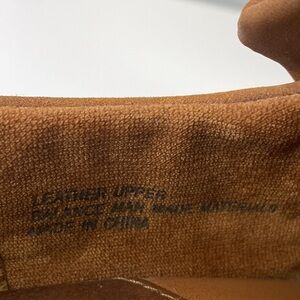 LEATHER UPPER
BALANCE MAN MADE MATERIALS
MADE IN CHINA